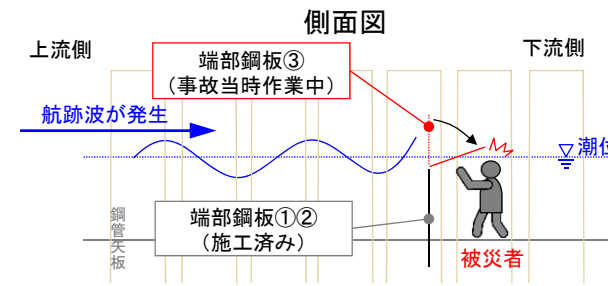 側面図
上流側
下流側
端部鋼板③
（事故当時作業中）
航跡波が発生
潮位
鋼管矢板
端部鋼板①②
（施工済み）
被災者